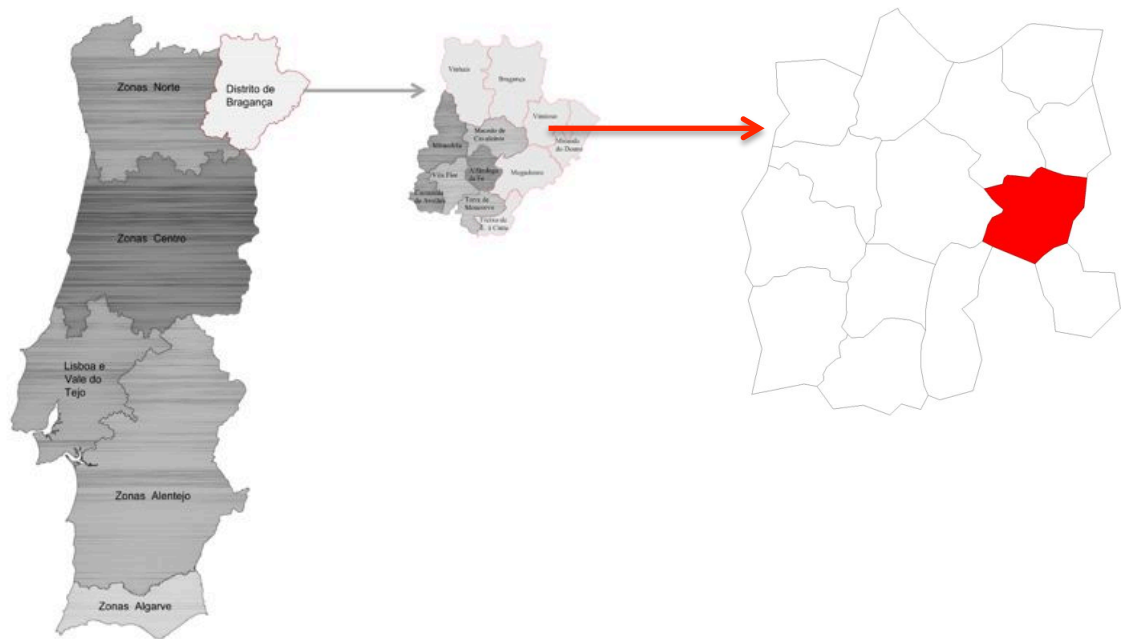 Zonas Norte
Distrito de
Bragança
Zonas Centro
Lisboa e
Vale do
Tejo
Zonas Alentejo
Zonas Algarve
Vinhais
Bragança
Vimioso
Macedo de
Cavaleiros
Miranda
do Douro
Mirandela
Vila Flor
Alfândega
da Fé
Mogadouro
Carrazeda
de Ansiães
Torre de
Moncorvo